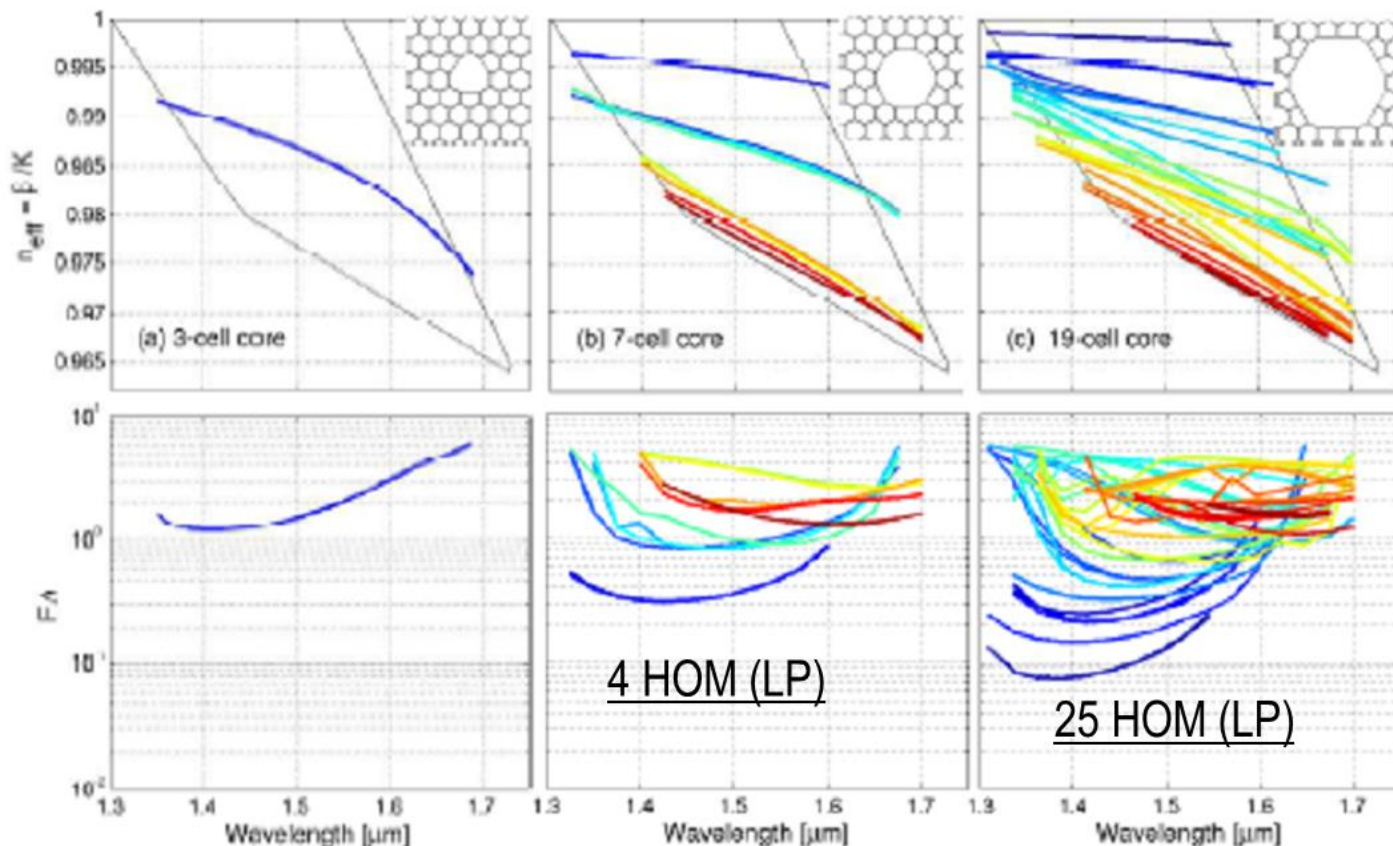 1
0.995
0.99
0.985
0.98
0.975
0.97
0.965
n_eff = β/K
(a) 3-cell core
(b) 7-cell core
(c) 19-cell core
10^1
10^0
10^-1
10^-2
4 HOM (LP)
25 HOM (LP)
1.3 1.4 1.5 1.6 1.7
1.3 1.4 1.5 1.6 1.7
1.3 1.4 1.5 1.6 1.7
Wavelength [μm]
Wavelength [μm]
Wavelength [μm]